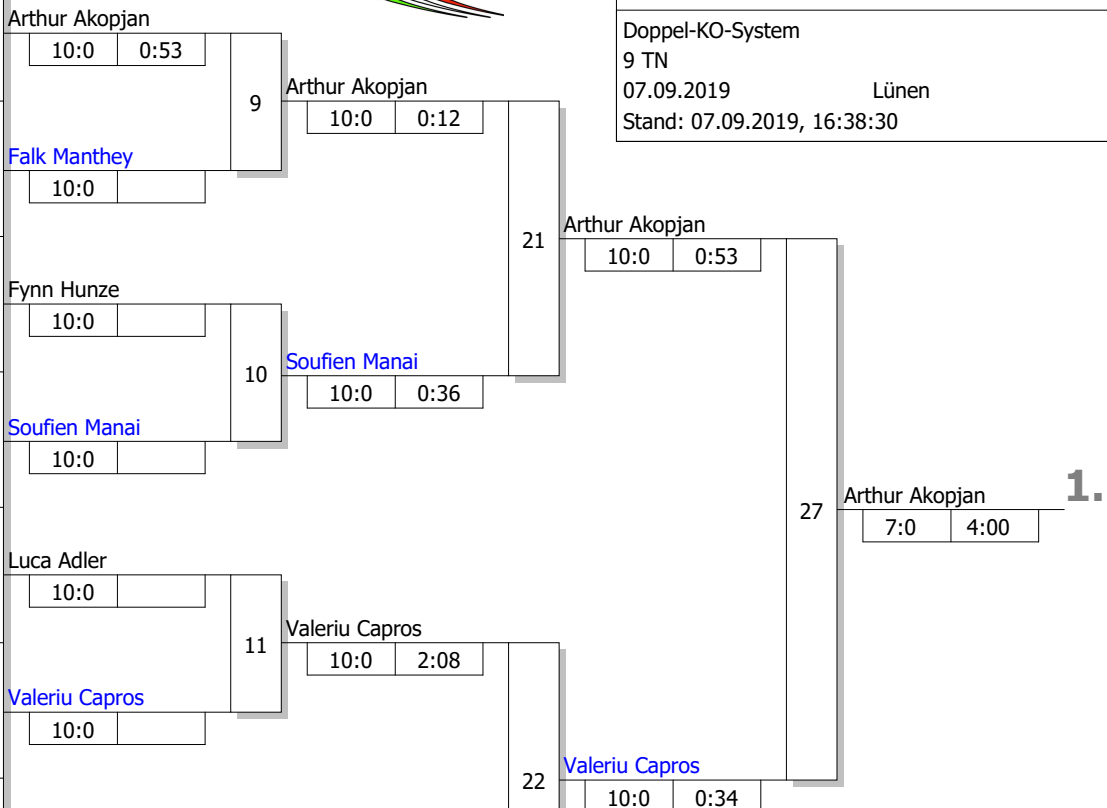 Doppel-KO-System
9 TN
07.09.2019 Lünen
Stand: 07.09.2019, 16:38:30
Arthur Akopjan
10:0 0:53
9
Falk Manthey
10:0
Arthur Akopjan
10:0 0:12
Fynn Hunze
10:0
10
Soufien Manai
10:0
Soufien Manai
10:0 0:36
21
Arthur Akopjan
10:0 0:53
Luca Adler
10:0
11
Valeriu Capros
10:0
Valeriu Capros
10:0 2:08
22
Valeriu Capros
10:0 0:34
27
Arthur Akopjan
7:0 4:00
1.